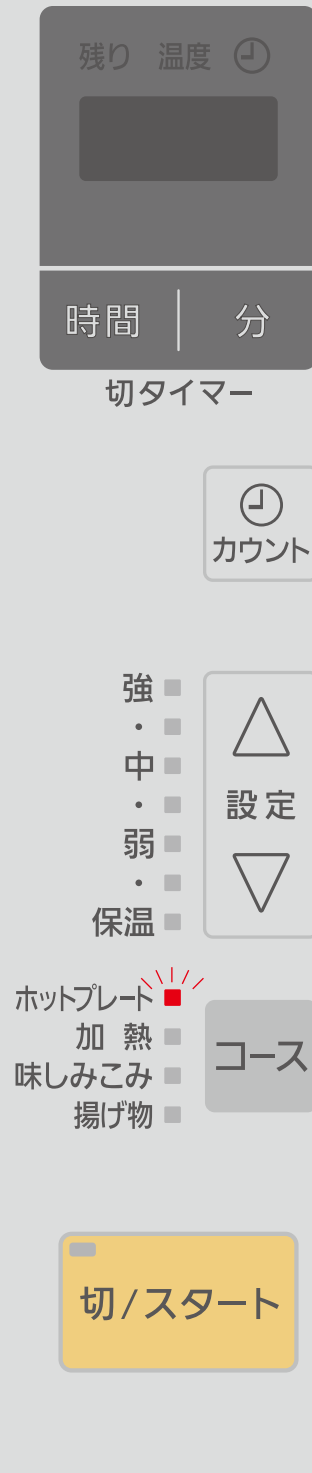 残り 温度
時間 分
切タイマー
カウント
強
・
中
・
弱
・
保温
設定
ホットプレート
加 熱
味しみこみ
揚げ物
コース
切/スタート